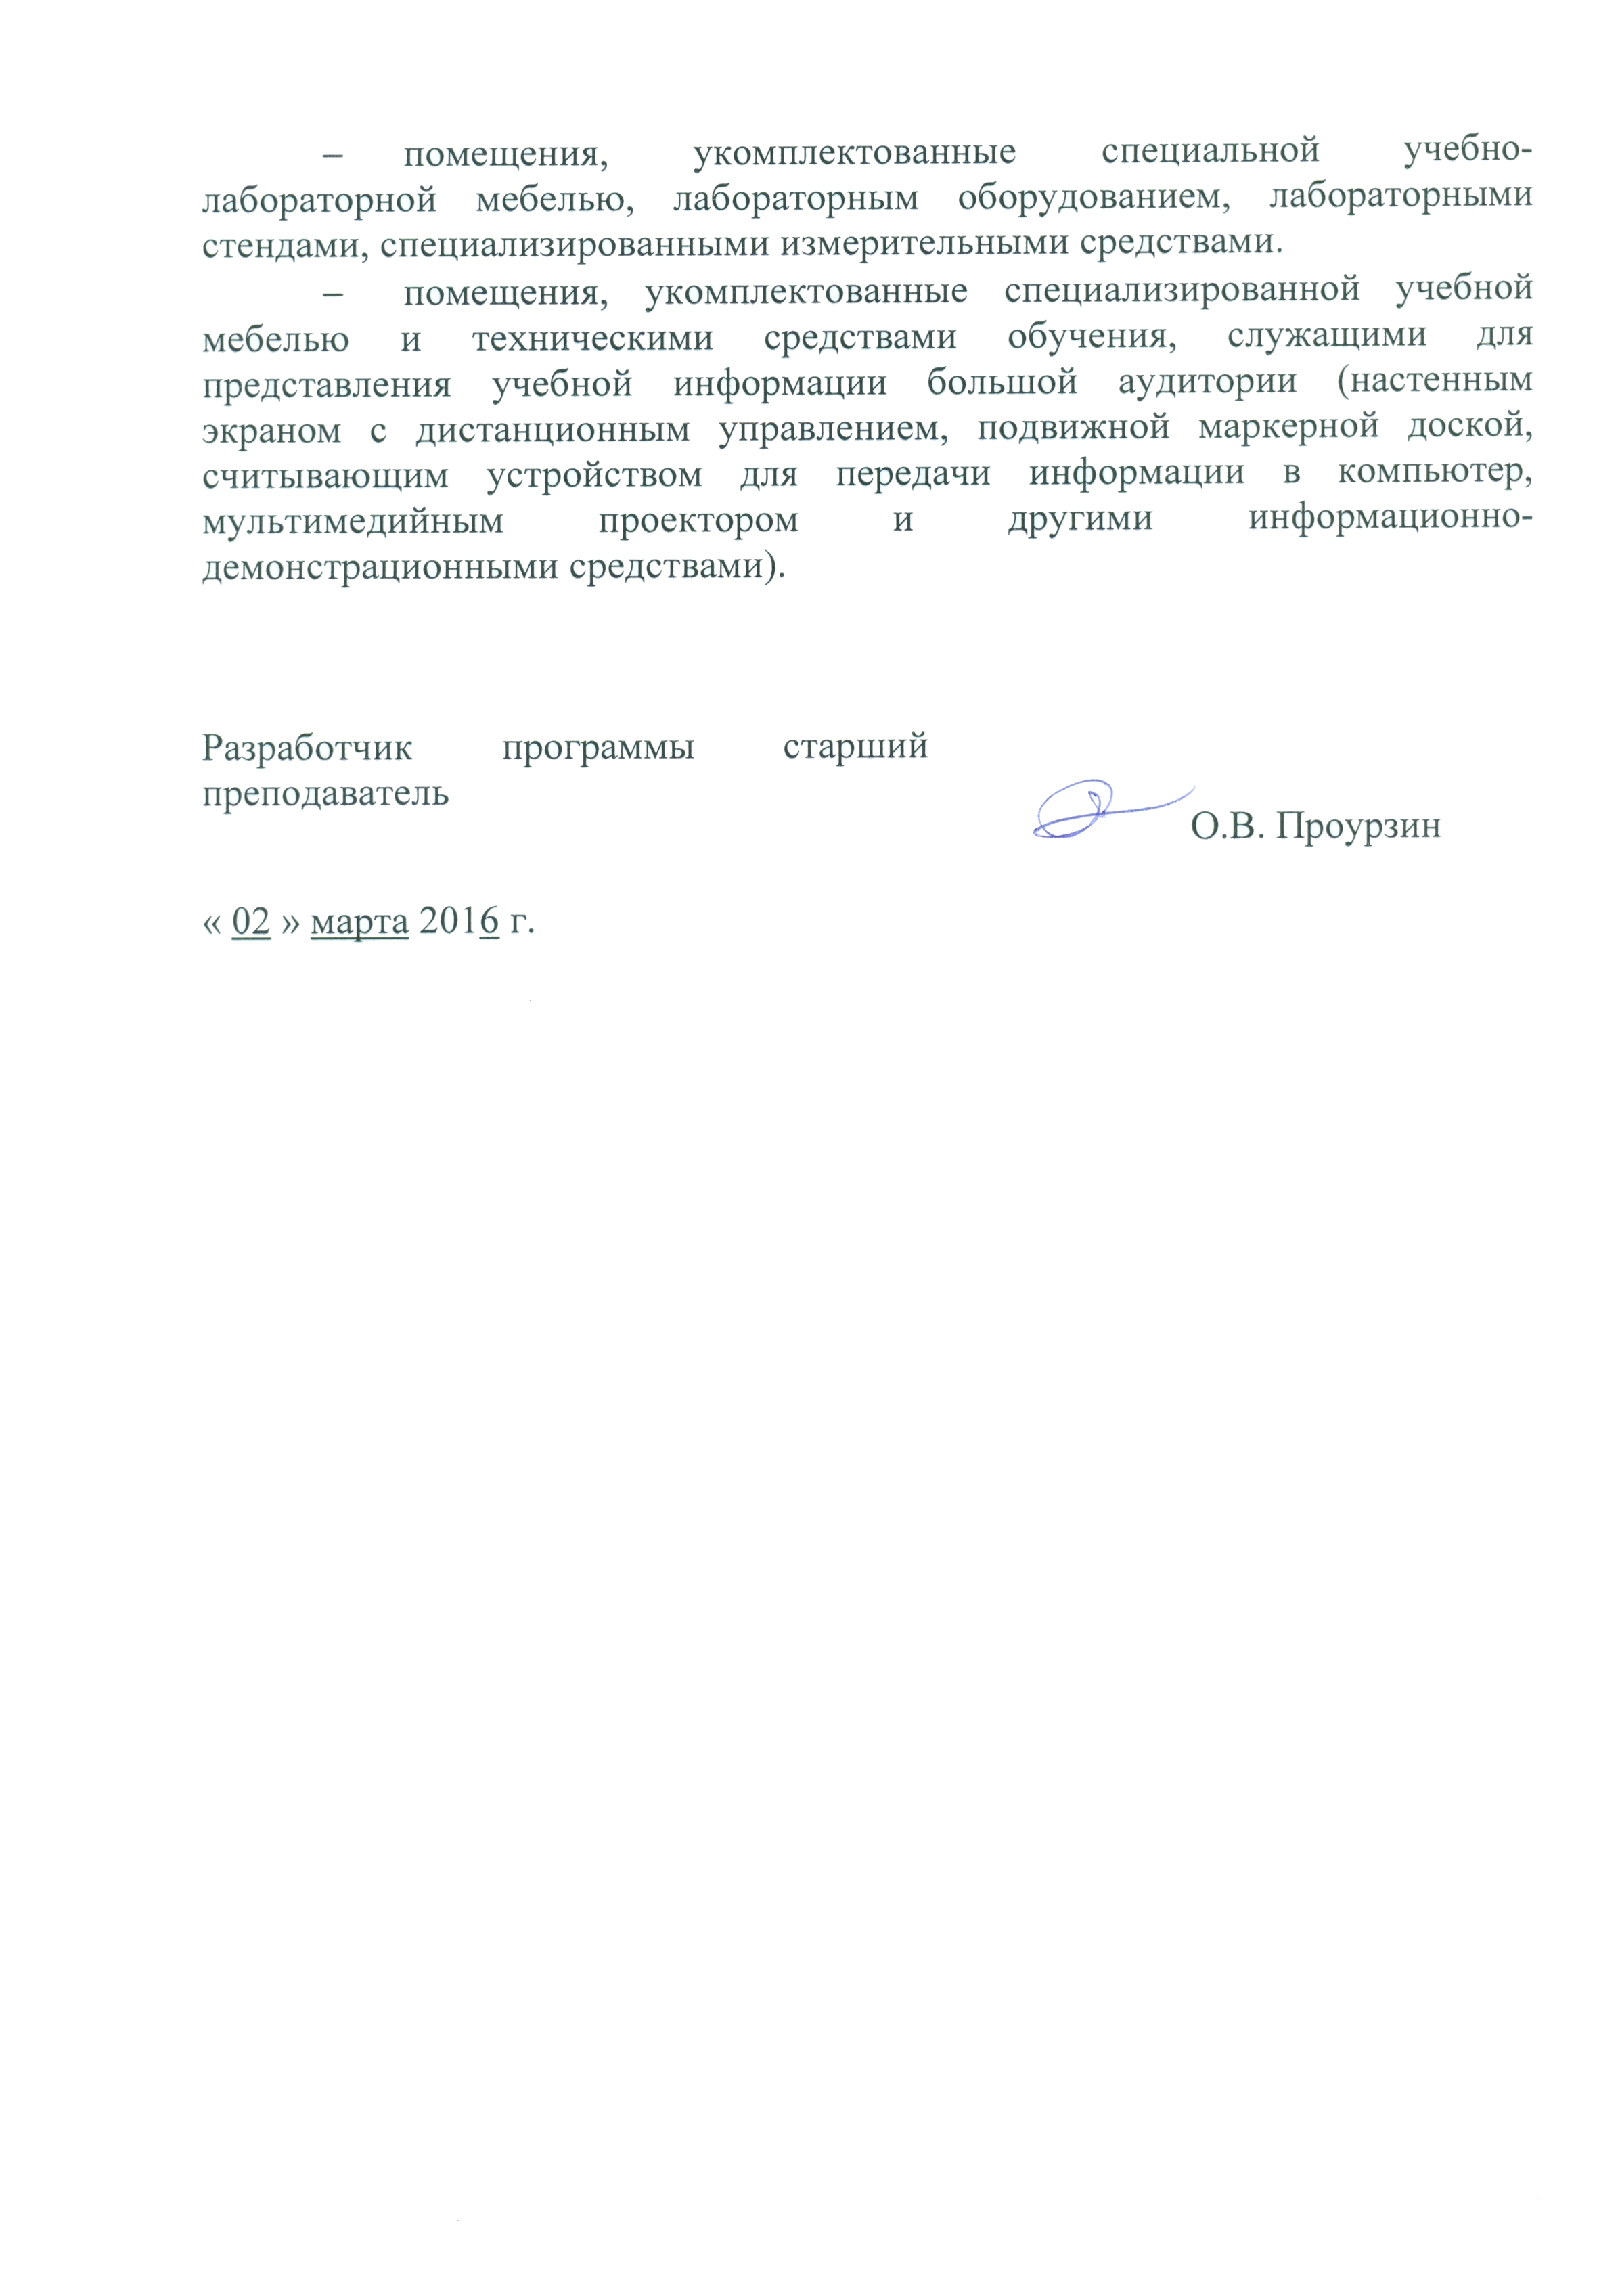 – помещения, укомплектованные специальной учебно-
лабораторной мебелью, лабораторным оборудованием, лабораторными
стендами, специализированными измерительными средствами.
– помещения, укомплектованные специализированной учебной
мебелью и техническими средствами обучения, служащими для
представления учебной информации большой аудитории (настенным
экраном с дистанционным управлением, подвижной маркерной доской,
считывающим устройством для передачи информации в компьютер,
мультимедийным проектором и другими информационно-
демонстрационными средствами).
Разработчик программы старший
преподаватель
О.В. Проурзин
« 02 » марта 2016 г.